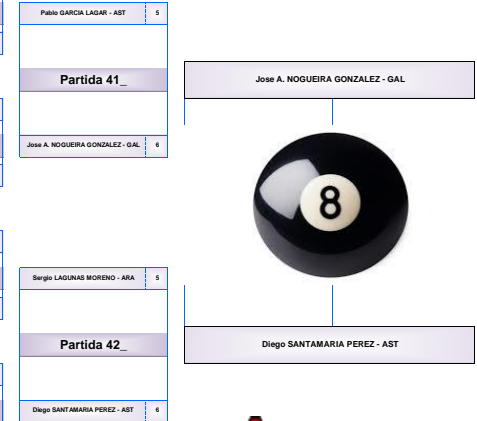 Pablo GARCIA LAGAR - AST 5
Partida 41_
Jose A. NOGUEIRA GONZALEZ - GAL 6
Jose A. NOGUEIRA GONZALEZ - GAL
8
Sergio LAGUNAS MORENO - ARA 5
Partida 42_
Diego SANTAMARIA PEREZ - AST 6
Diego SANTAMARIA PEREZ - AST